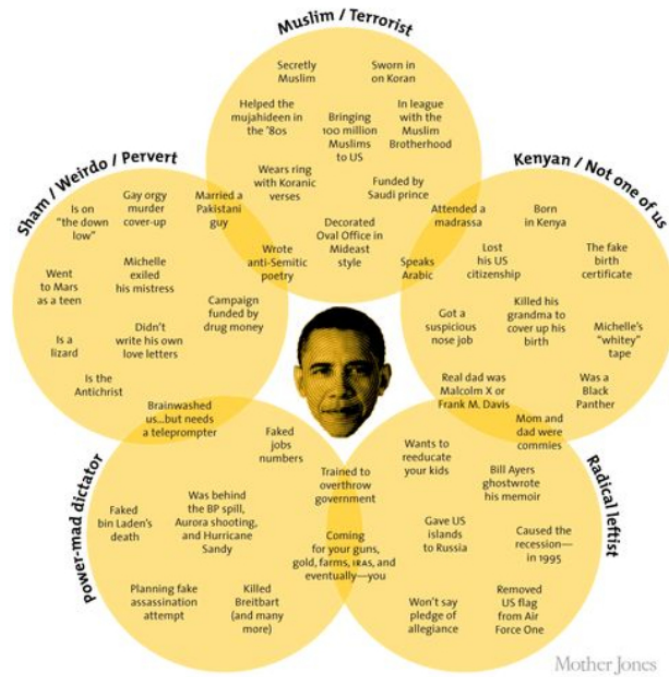 Muslim / Terrorist
Secretly
Muslim
Sworn in
on Koran
Helped the
mujahideen in
the '80s
Bringing
100 million
Muslims
to US
In league
with the
Muslim
Brotherhood
Wears ring
with Koranic
verses
Funded by
Saudi prince
Decorated
Oval Office in
Mideast
style
Sham / Weirdo / Pervert
Is on
"the down
low"
Gay orgy
murder
cover-up
Married a
Pakistani
guy
Wrote
anti-Semitic
poetry
Went
to Mars
as a teen
Michelle
exiled
his mistress
Campaign
funded by
drug money
Is a
lizard
Didn't
write his own
love letters
Is the
Antichrist
Brainwashed
us...but needs
a teleprompter
Kenyan / Not one of us
Attended a
madrassa
Born
in Kenya
Speaks
Arabic
Lost
his US
citizenship
The fake
birth
certificate
Got a
suspicious
nose job
Killed his
grandma to
cover up his
birth
Michelle's
"whitey"
tape
Real dad was
Malcolm X or
Frank M. Davis
Was a
Black
Panther
Mom and
dad were
commies
Power-mad dictator
Faked
jobs
numbers
Trained to
overthrow
government
Faked
bin Laden's
death
Was behind
the BP spill,
Aurora shooting,
and Hurricane
Sandy
Coming
for your guns,
gold, farms, IRAS, and
eventually—you
Planning fake
assassination
attempt
Killed
Breitbart
(and many
more)
Radical leftist
Wants to
reeducate
your kids
Bill Ayers
ghostwrote
his memoir
Gave US
islands
to Russia
Caused the
recession—
in 1995
Won't say
pledge of
allegiance
Removed
US flag
from Air
Force One
Mother Jones